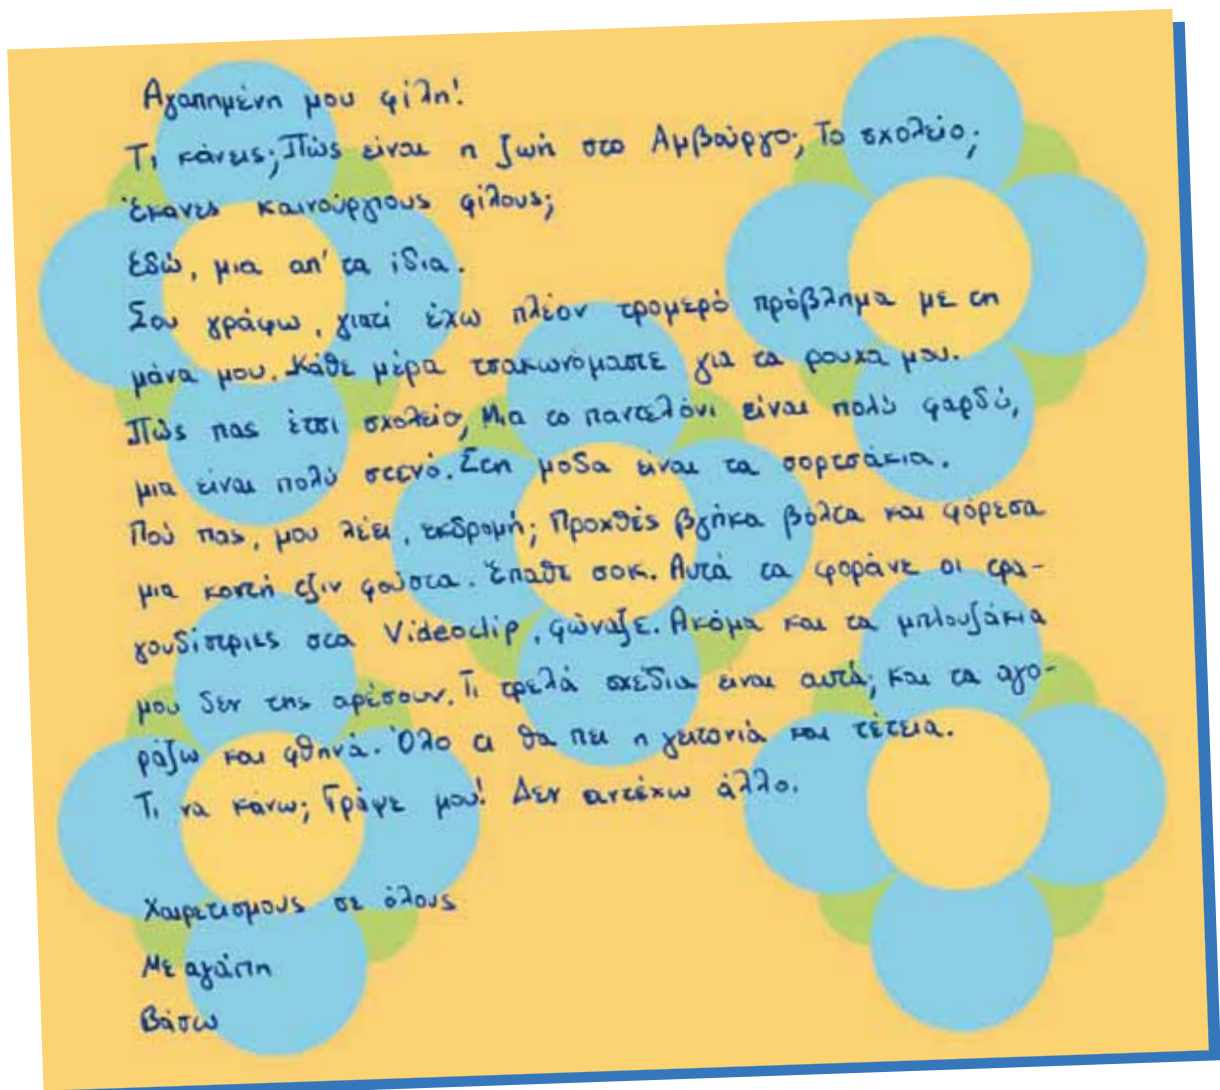 Αγαπημένη μου φίλη!
Τι κάνεις; Πώς είναι η ζωή στο Αμβούργο; Το σχολείο;
Έκανες καινούργιους φίλους;
Εδώ, μια απ' τα ίδια.
Σου γράφω, γιατί έχω πλέον τρομερό πρόβλημα με τη
μάνα μου. Κάθε μέρα τσακωνόμαστε για τα ρουχα μου.
Πώς πας έτσι σχολείο; Μια το παντελόνι είναι πολύ φαρδύ,
μια είναι πολύ στενό. Στη μοδα είναι τα σορτσάκια.
Πού πας, μου λέει, εκδρομή; Προχθές βγήκα βόλτα και φόρεσα
μια κοντή τζιν φούστα. Έπαθε σοκ. Αυτά τα φοράνε οι τρα-
γουδίστριες στα Videoclip, φώναξε. Ακόμα και τα μπλουζάκια
μου δεν της αρέσουν. Τι τρελά σχέδια είναι αυτά; Και τα αγο-
ράζω και φθηνά. Όλο τι θα πει η γειτονιά και τέτεια.
Τι να κάνω; Γράψε μου! Δεν αντέχω άλλο.
Χαιρετισμους σε όλους
Με αγάπη
Βάσω